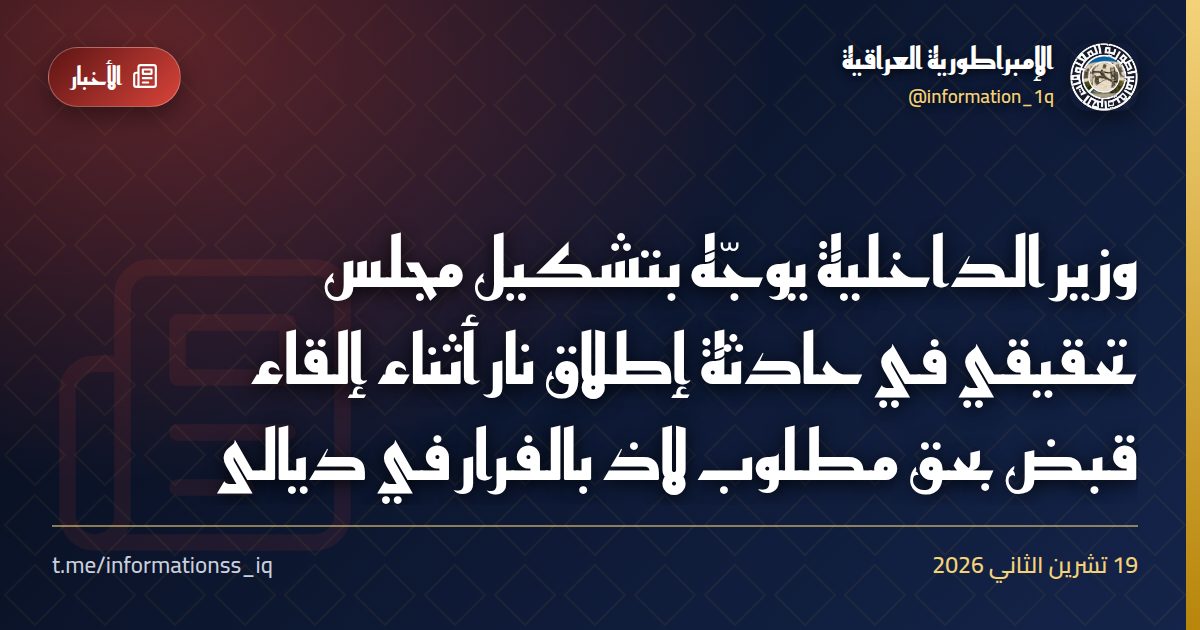 الإمبراطورية العراقية
@information_1q
الأخبار
وزير الداخلية يوجّه بتشكيل مجلس
تحقيقي في حادثة إطلاق نار أثناء إلقاء
قبض بحق مطلوب لاذ بالفرار في ديالى
19 تشرين الثاني 2026
t.me/informationss_iq